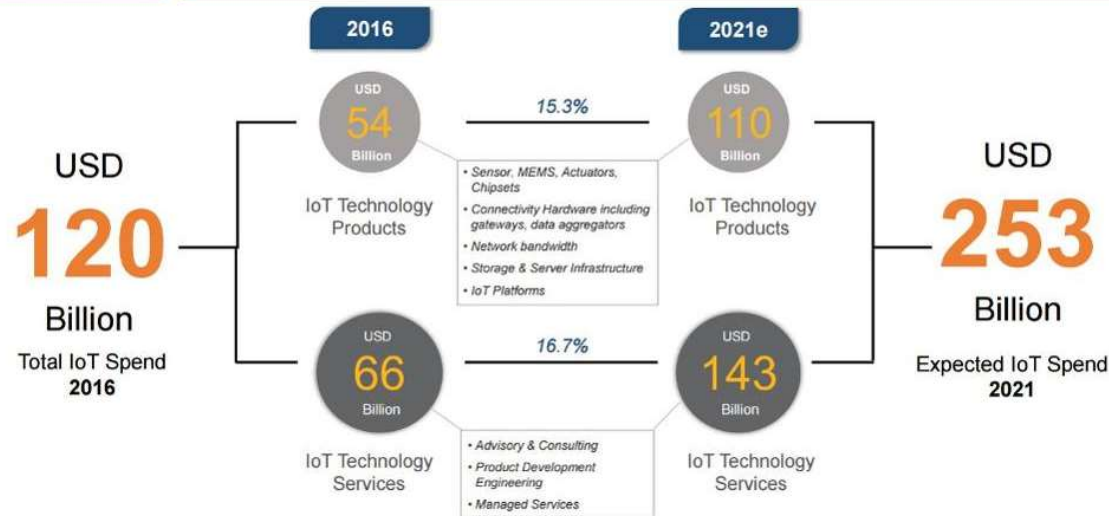 2016
2021e
USD
120
Billion
Total IoT Spend
2016
USD
54
Billion
IoT Technology
Products
15.3%
USD
110
Billion
IoT Technology
Products
• Sensor, MEMS, Actuators,
Chipsets
• Connectivity Hardware including
gateways, data aggregators
• Network bandwidth
• Storage & Server Infrastructure
• IoT Platforms
USD
66
Billion
IoT Technology
Services
16.7%
USD
143
Billion
IoT Technology
Services
• Advisory & Consulting
• Product Development
Engineering
• Managed Services
USD
253
Billion
Expected IoT Spend
2021